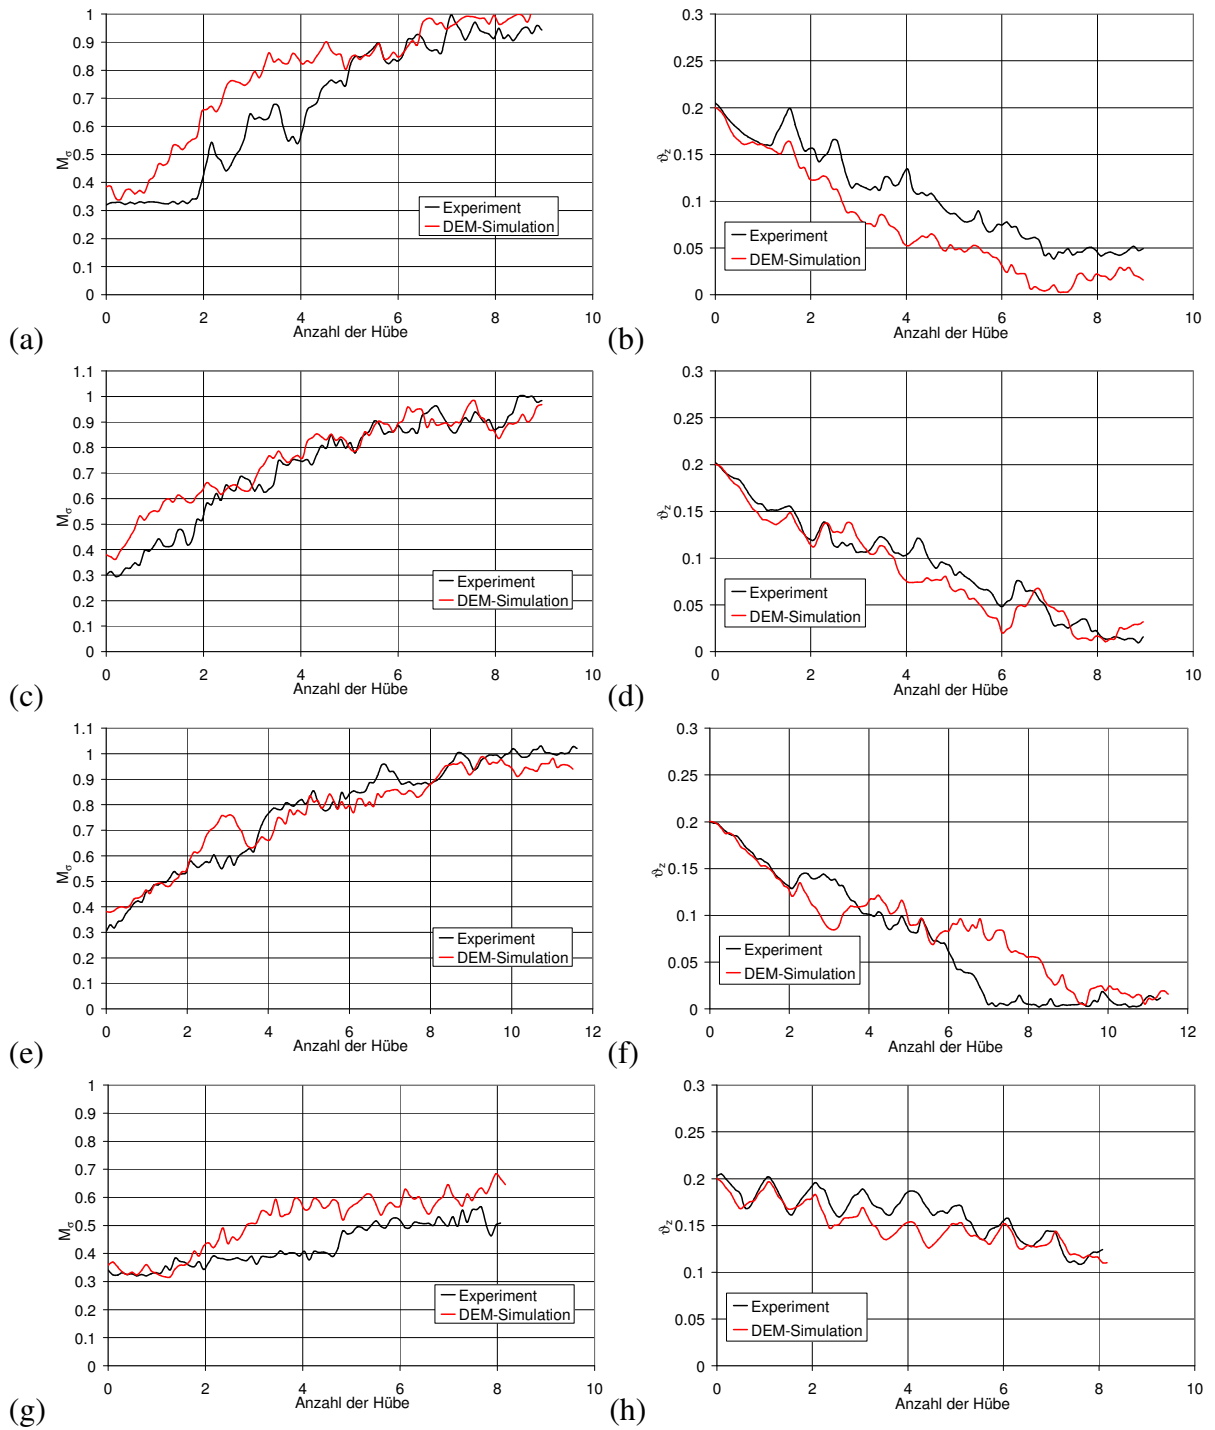 1
0.9
0.8
0.7
0.6
0.5
0.4
0.3
0.2
0.1
0
Mσ
Experiment
DEM-Simulation
0 2 4 6 8 10
Anzahl der Hübe
(a)
0.3
0.25
0.2
0.15
0.1
0.05
0
ϑz
Experiment
DEM-Simulation
0 2 4 6 8 10
Anzahl der Hübe
(b)
1.1
1
0.9
0.8
0.7
0.6
0.5
0.4
0.3
0.2
0.1
0
Mσ
Experiment
DEM-Simulation
0 2 4 6 8 10
Anzahl der Hübe
(c)
0.3
0.25
0.2
0.15
0.1
0.05
0
ϑz
Experiment
DEM-Simulation
0 2 4 6 8 10
Anzahl der Hübe
(d)
1.1
1
0.9
0.8
0.7
0.6
0.5
0.4
0.3
0.2
0.1
0
Mσ
Experiment
DEM-Simulation
0 2 4 6 8 10 12
Anzahl der Hübe
(e)
0.3
0.25
0.2
0.15
0.1
0.05
0
ϑz
Experiment
DEM-Simulation
0 2 4 6 8 10 12
Anzahl der Hübe
(f)
1
0.9
0.8
0.7
0.6
0.5
0.4
0.3
0.2
0.1
0
Mσ
Experiment
DEM-Simulation
0 2 4 6 8 10
Anzahl der Hübe
(g)
0.3
0.25
0.2
0.15
0.1
0.05
0
ϑz
Experiment
DEM-Simulation
0 2 4 6 8 10
Anzahl der Hübe
(h)